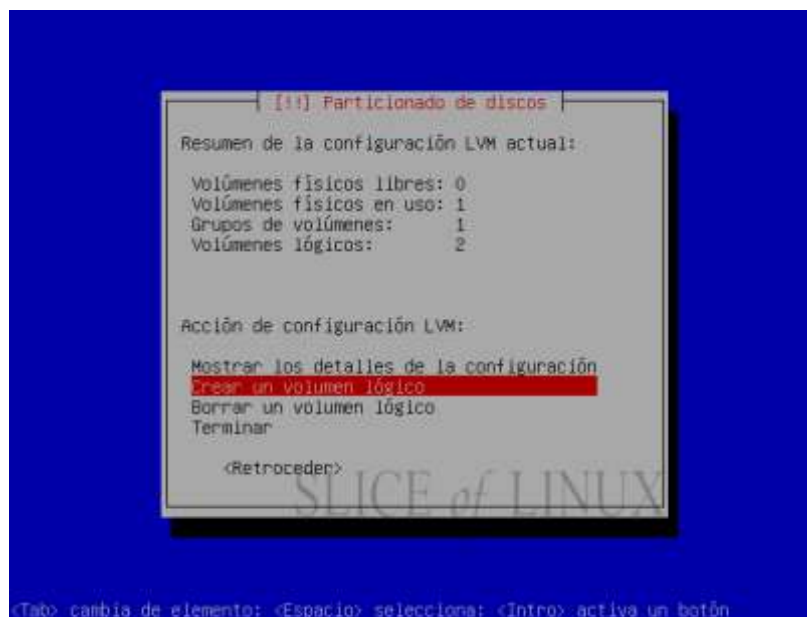 [!!] Particionado de discos
Resumen de la configuración LVM actual:
Volúmenes físicos libres: 0
Volúmenes físicos en uso: 1
Grupos de volúmenes: 1
Volúmenes lógicos: 2
Acción de configuración LVM:
Mostrar los detalles de la configuración
Crear un volumen lógico
Borrar un volumen lógico
Terminar
<Retroceder>
SLICE of LINUX
<Tab> cambia de elemento; <Espacio> selecciona; <Intro> activa un botón